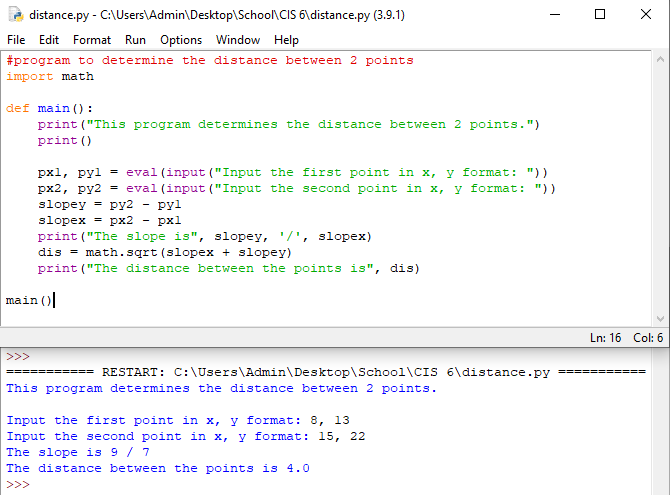 distance.py - C:\Users\Admin\Desktop\School\CIS 6\distance.py (3.9.1)
File Edit Format Run Options Window Help
#program to determine the distance between 2 points
import math

def main():
    print("This program determines the distance between 2 points.")
    print()

    px1, py1 = eval(input("Input the first point in x, y format: "))
    px2, py2 = eval(input("Input the second point in x, y format: "))
    slopey = py2 - py1
    slopex = px2 - px1
    print("The slope is", slopey, '/', slopex)
    dis = math.sqrt(slopex + slopey)
    print("The distance between the points is", dis)

main()
Ln: 16 Col: 6
>>>
=========== RESTART: C:\Users\Admin\Desktop\School\CIS 6\distance.py ===========
This program determines the distance between 2 points.

Input the first point in x, y format: 8, 13
Input the second point in x, y format: 15, 22
The slope is 9 / 7
The distance between the points is 4.0
>>>